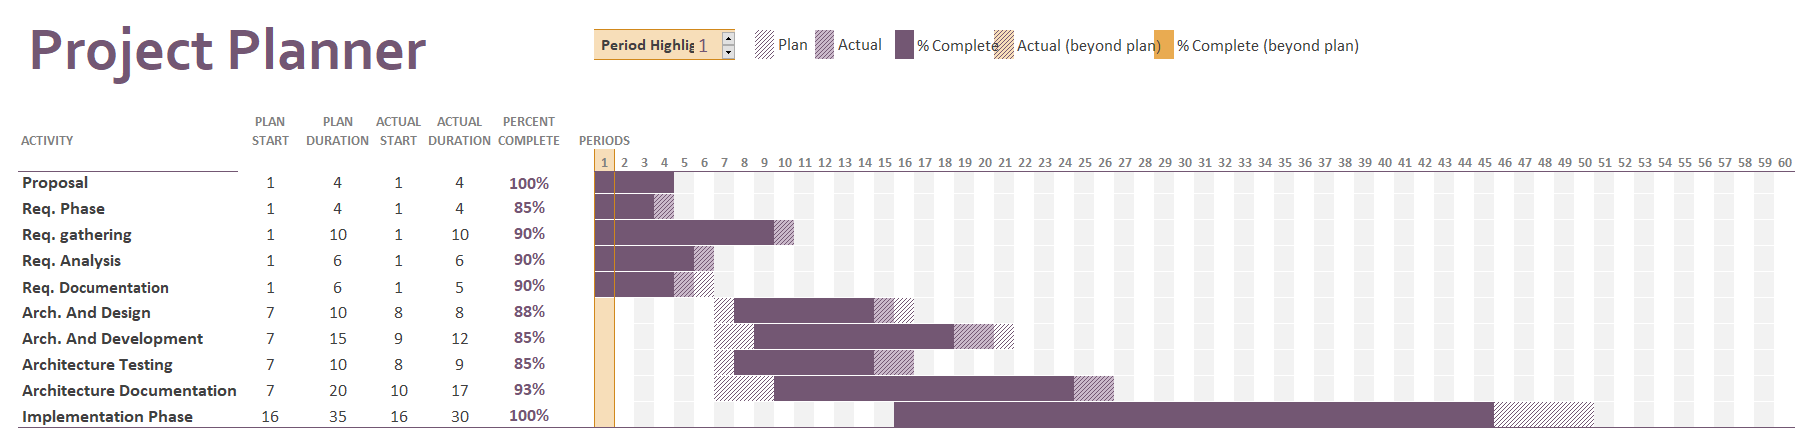 Project Planner
Period Highlig 1
Plan Actual % Complete Actual (beyond plan) % Complete (beyond plan)
PLAN PLAN ACTUAL ACTUAL PERCENT
ACTIVITY START DURATION START DURATION COMPLETE PERIODS
1 2 3 4 5 6 7 8 9 10 11 12 13 14 15 16 17 18 19 20 21 22 23 24 25 26 27 28 29 30 31 32 33 34 35 36 37 38 39 40 41 42 43 44 45 46 47 48 49 50 51 52 53 54 55 56 57 58 59 60
Proposal 1 4 1 4 100%
Req. Phase 1 4 1 4 85%
Req. gathering 1 10 1 10 90%
Req. Analysis 1 6 1 6 90%
Req. Documentation 1 6 1 5 90%
Arch. And Design 7 10 8 8 88%
Arch. And Development 7 15 9 12 85%
Architecture Testing 7 10 8 9 85%
Architecture Documentation 7 20 10 17 93%
Implementation Phase 16 35 16 30 100%